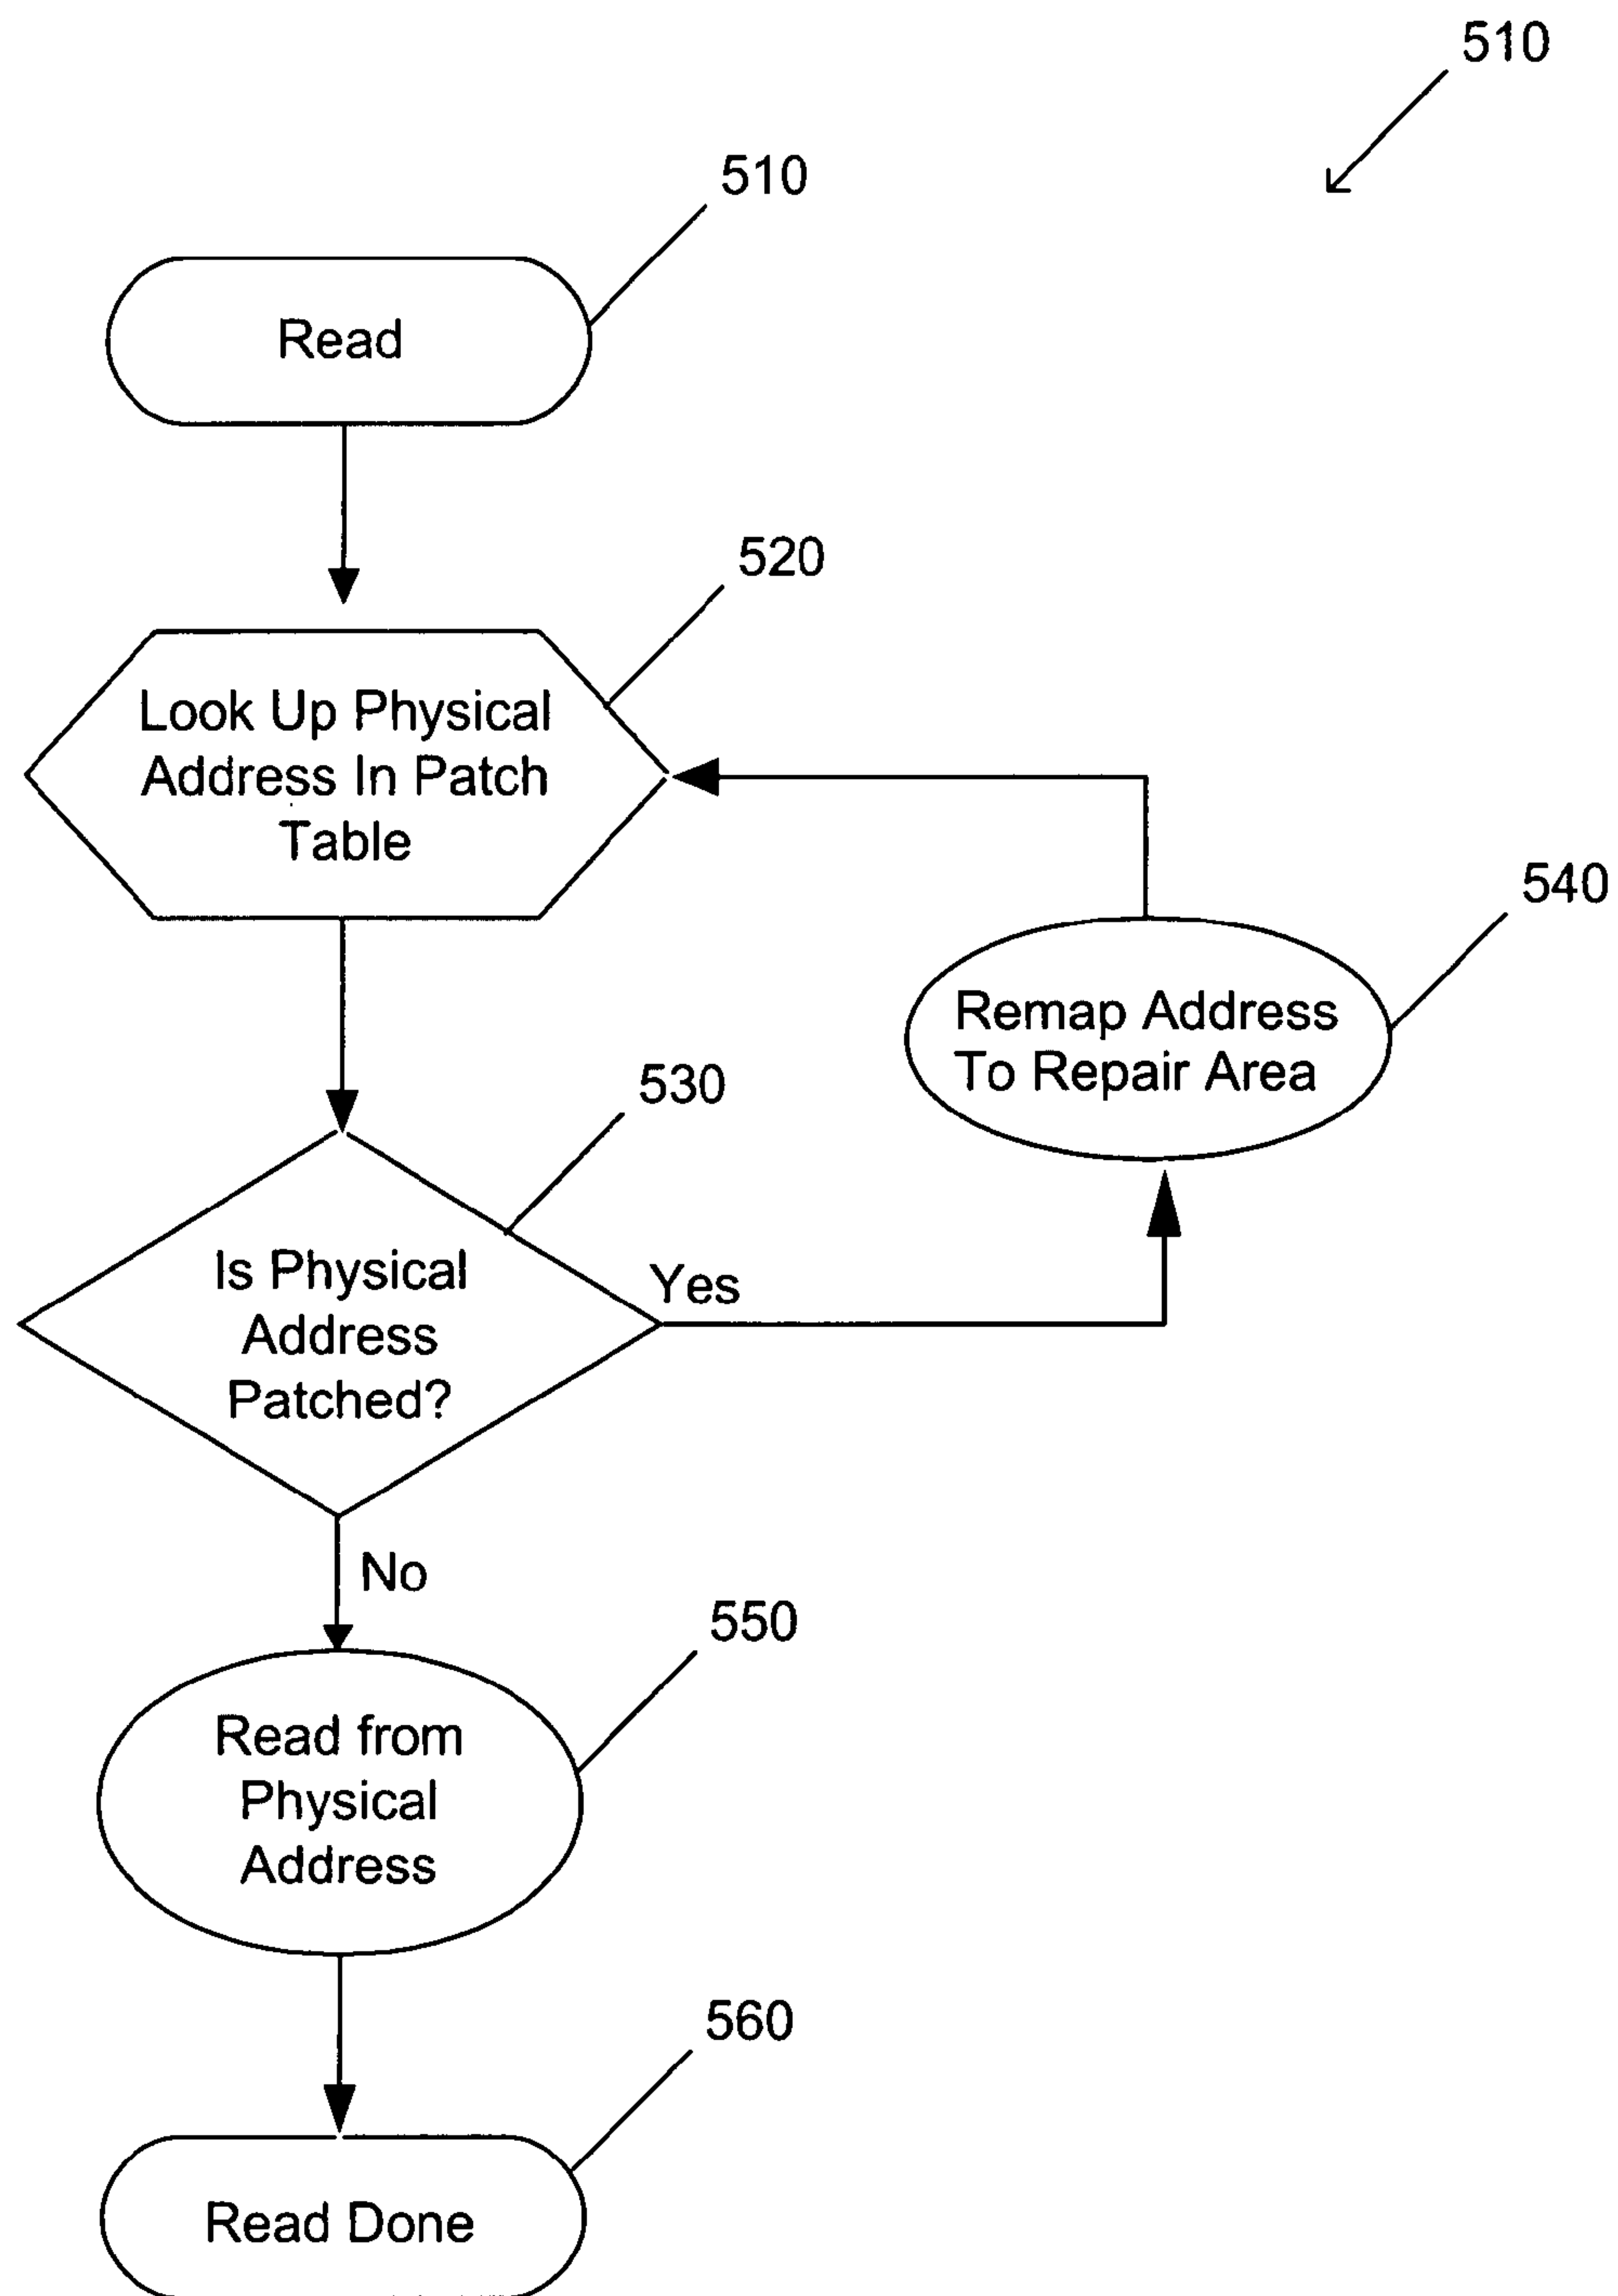 510
510
Read
520
Look Up Physical
Address In Patch
Table
540
Remap Address
To Repair Area
530
Is Physical
Address
Patched?
Yes
No
550
Read from
Physical
Address
560
Read Done